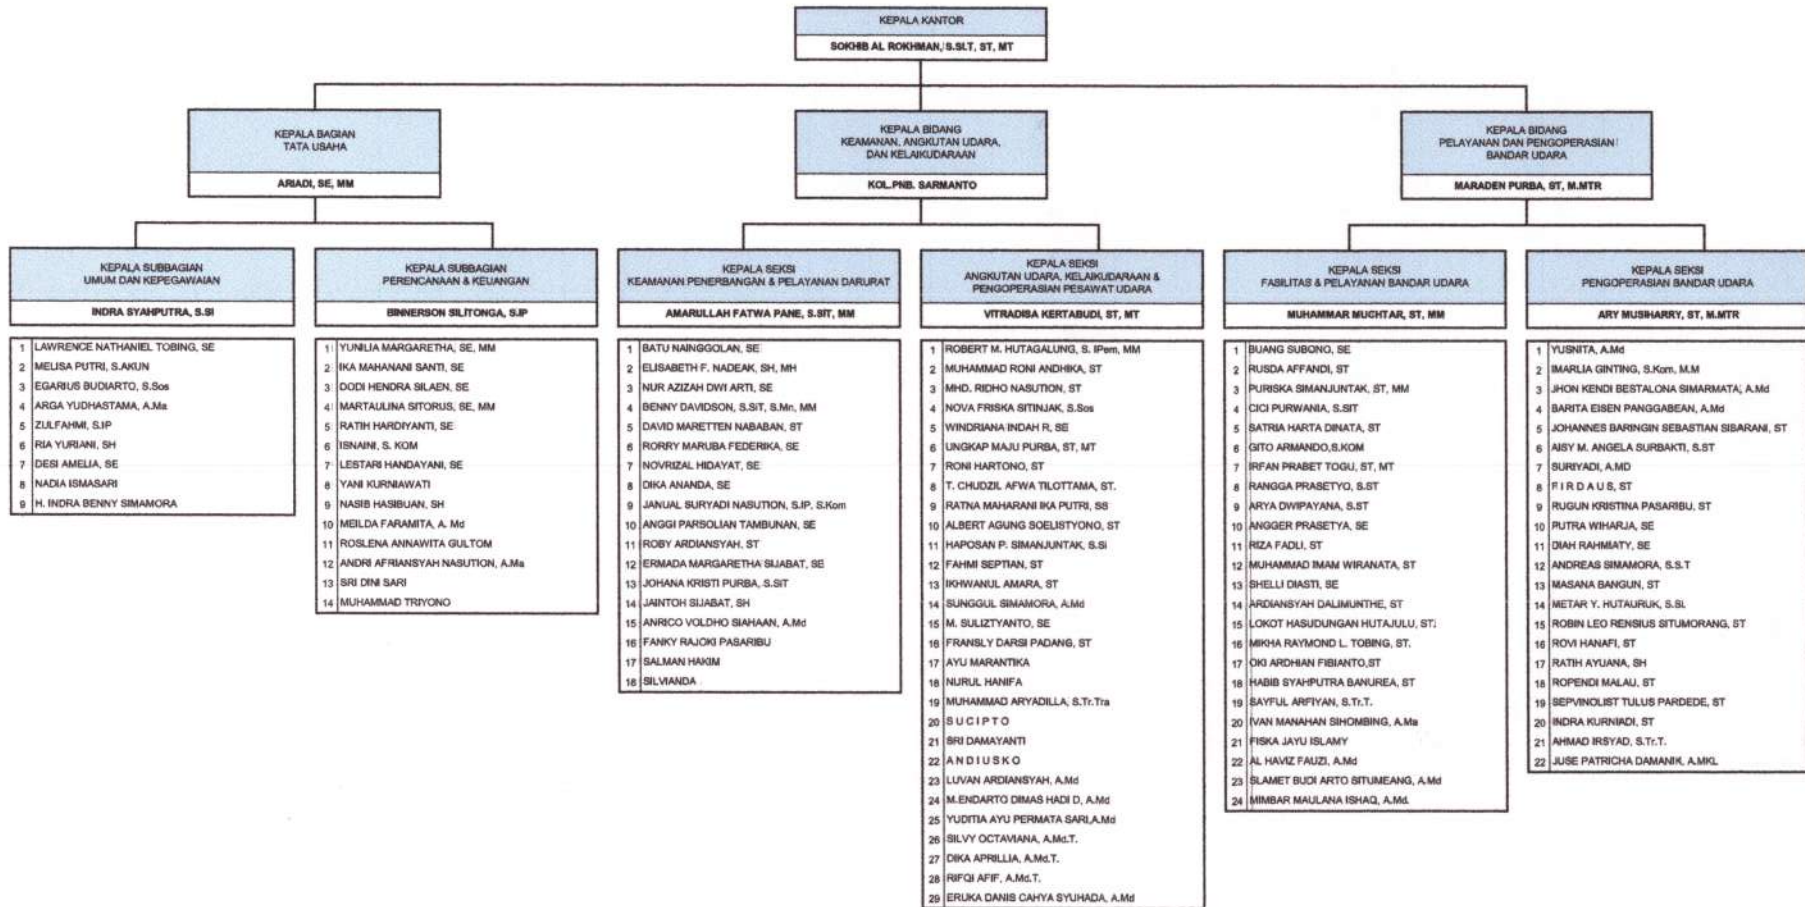 KEPALA KANTOR
SOKHIB AL ROKHMAN, S.SI.T, ST, MT
KEPALA BAGIAN
TATA USAHA
ARIADI, SE, MM
KEPALA BIDANG
KEAMANAN, ANGKUTAN UDARA,
DAN KELAIKUDARAAN
KOL.PNB. SARMANTO
KEPALA BIDANG
PELAYANAN DAN PENGOPERASIAN
BANDAR UDARA
MARADEN PURBA, ST, M.MTR
KEPALA SUBBAGIAN
UMUM DAN KEPEGAWAIAN
INDRA SYAHPUTRA, S.SI
1 LAWRENCE NATHANIEL TOBING, SE
2 MELISA PUTRI, S.AKUN
3 EGARIUS BUDIARTO, S.Sos
4 ARGA YUDHASTAMA, A.Ma
5 ZULFAHMI, S.IP
6 RIA YURIANI, SH
7 DESI AMELIA, SE
8 NADIA ISMASARI
9 H. INDRA BENNY SIMAMORA
KEPALA SUBBAGIAN
PERENCANAAN & KEUANGAN
BINNERSON SILITONGA, S.IP
1 YUNILIA MARGARETHA, SE, MM
2 IKA MAHANANI SANTI, SE
3 DODI HENDRA SILAEN, SE
4 MARTAULINA SITORUS, SE, MM
5 RATIH HARDIYANTI, SE
6 ISNAINI, S. KOM
7 LESTARI HANDAYANI, SE
8 YANI KURNIAWATI
9 NASIB HASIBUAN, SH
10 MEILDA FARAMITA, A. Md
11 ROSLENA ANNAWITA GULTOM
12 ANDRI AFRIANSYAH NASUTION, A.Ma
13 SRI DINI SARI
14 MUHAMMAD TRIYONO
KEPALA SEKSI
KEAMANAN PENERBANGAN & PELAYANAN DARURAT
AMARULLAH FATWA PANE, S.SIT, MM
1 BATU NAINGGOLAN, SE
2 ELISABETH F. NADEAK, SH, MH
3 NUR AZIZAH DWI ARTI, SE
4 BENNY DAVIDSON, S.SiT, S.Mn, MM
5 DAVID MARETTEN NABABAN, ST
6 RORRY MARUBA FEDERIKA, SE
7 NOVRIZAL HIDAYAT, SE
8 DIKA ANANDA, SE
9 JANUAL SURYADI NASUTION, S.IP, S.Kom
10 ANGGI PARSOLIAN TAMBUNAN, SE
11 ROBY ARDIANSYAH, ST
12 ERMADA MARGARETHA SIJABAT, SE
13 JOHANA KRISTI PURBA, S.SiT
14 JAINTOH SIJABAT, SH
15 ANRICO VOLDHO SIAHAAN, A.Md
16 FANKY RAJOKI PASARIBU
17 SALMAN HAKIM
18 SILVIANDA
KEPALA SEKSI
ANGKUTAN UDARA, KELAIKUDARAAN &
PENGOPERASIAN PESAWAT UDARA
VITRADISA KERTABUDI, ST, MT
1 ROBERT M. HUTAGALUNG, S. IPem, MM
2 MUHAMMAD RONI ANDHIKA, ST
3 MHD. RIDHO NASUTION, ST
4 NOVA FRISKA SITINJAK, S.Sos
5 WINDRIANA INDAH R, SE
6 UNGKAP MAJU PURBA, ST, MT
7 RONI HARTONO, ST
8 T. CHUDZIL AFWA TILOTTAMA, ST.
9 RATNA MAHARANI IKA PUTRI, SS
10 ALBERT AGUNG SOELISTYONO, ST
11 HAPOSAN P. SIMANJUNTAK, S.Si
12 FAHMI SEPTIAN, ST
13 IKHWANUL AMARA, ST
14 SUNGGUL SIMAMORA, A.Md
15 M. SULIZTYANTO, SE
16 FRANSLY DARSI PADANG, ST
17 AYU MARANTIKA
18 NURUL HANIFA
19 MUHAMMAD ARYADILLA, S.Tr.Tra
20 S U C I P T O
21 SRI DAMAYANTI
22 A N D I U S K O
23 LUVAN ARDIANSYAH, A.Md
24 M.ENDARTO DIMAS HADI D, A.Md
25 YUDITIA AYU PERMATA SARI,A.Md
26 SILVY OCTAVIANA, A.Md.T.
27 DIKA APRILLIA, A.Md.T.
28 RIFQI AFIF, A.Md.T.
29 ERUKA DANIS CAHYA SYUHADA, A.Md
KEPALA SEKSI
FASILITAS & PELAYANAN BANDAR UDARA
MUHAMMAR MUCHTAR, ST, MM
1 BUANG SUBONO, SE
2 RUSDA AFFANDI, ST
3 PURISKA SIMANJUNTAK, ST, MM
4 CICI PURWANIA, S.SIT
5 SATRIA HARTA DINATA, ST
6 GITO ARMANDO,S.KOM
7 IRFAN PRABET TOGU, ST, MT
8 RANGGA PRASETYO, S.ST
9 ARYA DWIPAYANA, S.ST
10 ANGGER PRASETYA, SE
11 RIZA FADLI, ST
12 MUHAMMAD IMAM WIRANATA, ST
13 SHELLI DIASTI, SE
14 ARDIANSYAH DALIMUNTHE, ST
15 LOKOT HASUDUNGAN HUTAJULU, ST.
16 MIKHA RAYMOND L. TOBING, ST.
17 OKI ARDHIAN FIBIANTO,ST
18 HABIB SYAHPUTRA BANUREA, ST
19 SAYFUL ARFIYAN, S.Tr.T.
20 IVAN MANAHAN SIHOMBING, A.Ma
21 FISKA JAYU ISLAMY
22 AL HAVIZ FAUZI, A.Md
23 SLAMET BUDI ARTO SITUMEANG, A.Md
24 MIMBAR MAULANA ISHAQ, A.Md.
KEPALA SEKSI
PENGOPERASIAN BANDAR UDARA
ARY MUSIHARRY, ST, M.MTR
1 YUSNITA, A.Md
2 IMARLIA GINTING, S.Kom, M.M
3 JHON KENDI BESTALONA SIMARMATA, A.Md
4 BARITA EISEN PANGGABEAN, A.Md
5 JOHANNES BARINGIN SEBASTIAN SIBARANI, ST
6 AISY M. ANGELA SURBAKTI, S.ST
7 SURIYADI, A.MD
8 F I R D A U S, ST
9 RUGUN KRISTINA PASARIBU, ST
10 PUTRA WIHARJA, SE
11 DIAH RAHMIATY, SE
12 ANDREAS SIMAMORA, S.S.T
13 MASANA BANGUN, ST
14 METAR Y. HUTAURUK, S.Si.
15 ROBIN LEO RENSIUS SITUMORANG, ST
16 ROVI HANAFI, ST
17 RATIH AYUANA, SH
18 ROPENDI MALAU, ST
19 SEPVINOLIST TULUS PARDEDE, ST
20 INDRA KURNIADI, ST
21 AHMAD IRSYAD, S.Tr.T.
22 JUSE PATRICHA DAMANIK, A.MKL